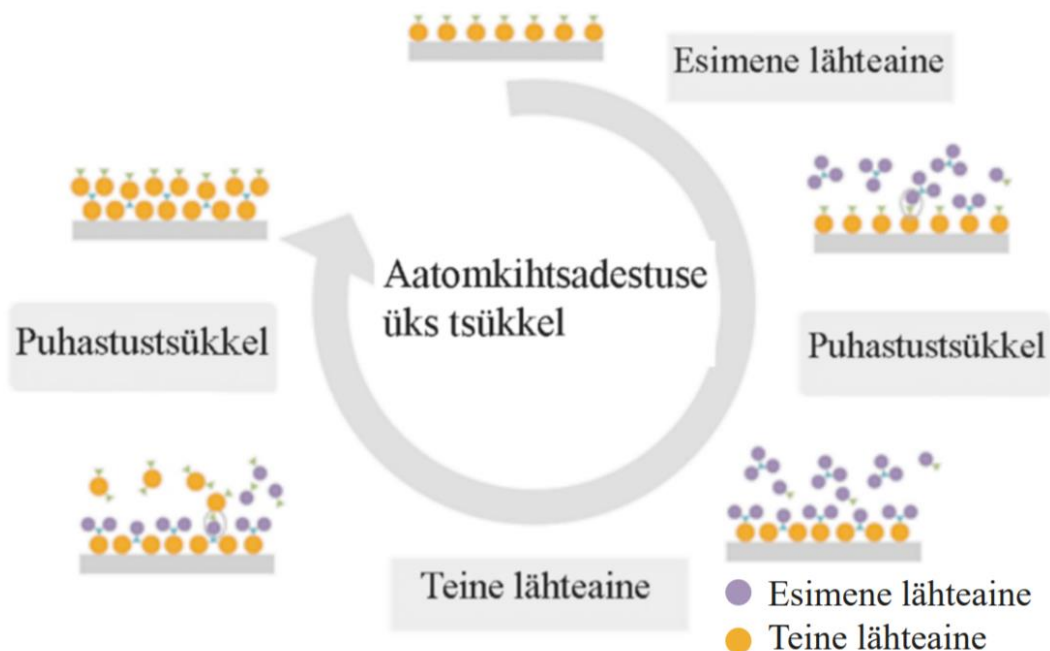 Esimene lähteaine
Aatomkihtsadestuse
üks tsükkel
Puhastustsükkel
Puhastustsükkel
Teine lähteaine
Esimene lähteaine
Teine lähteaine